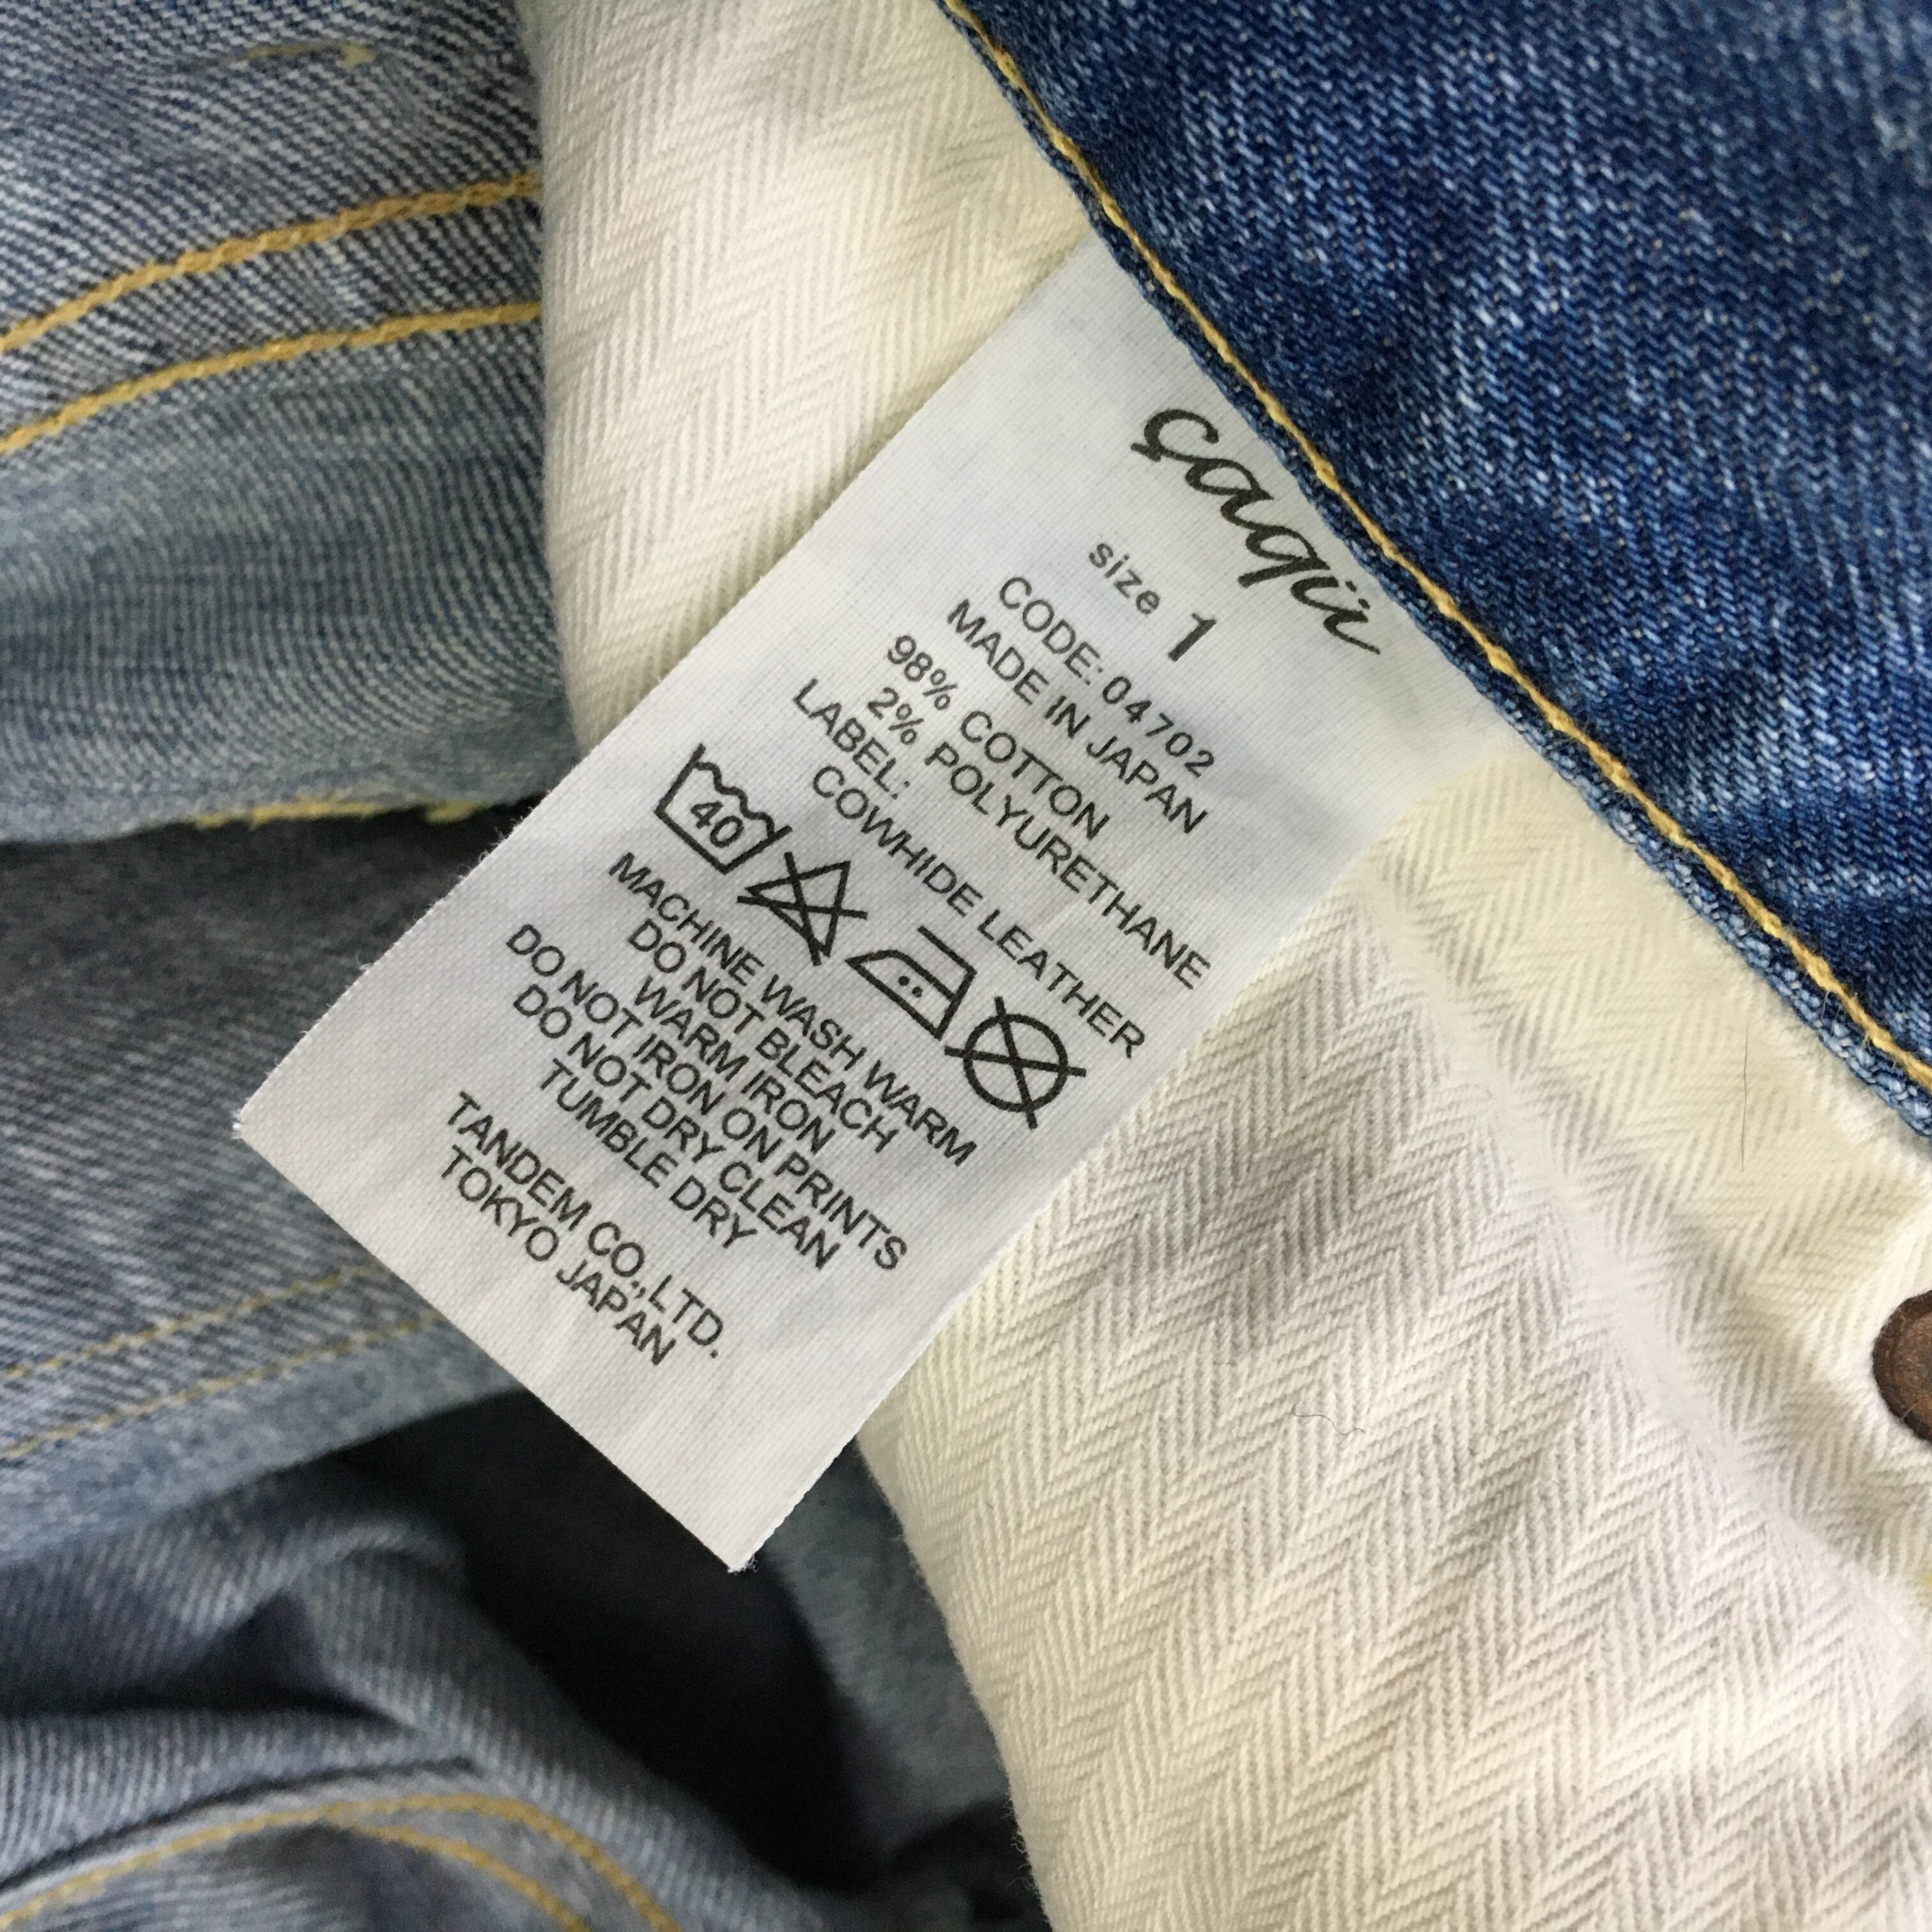 çaqü
size 1
CODE: 04702
MADE IN JAPAN
98% COTTON
2% POLYURETHANE
LABEL:
COWHIDE LEATHER
40
MACHINE WASH WARM
DO NOT BLEACH
WARM IRON
DO NOT IRON ON PRINTS
DO NOT DRY CLEAN
TUMBLE DRY
TANDEM CO.,LTD.
TOKYO JAPAN